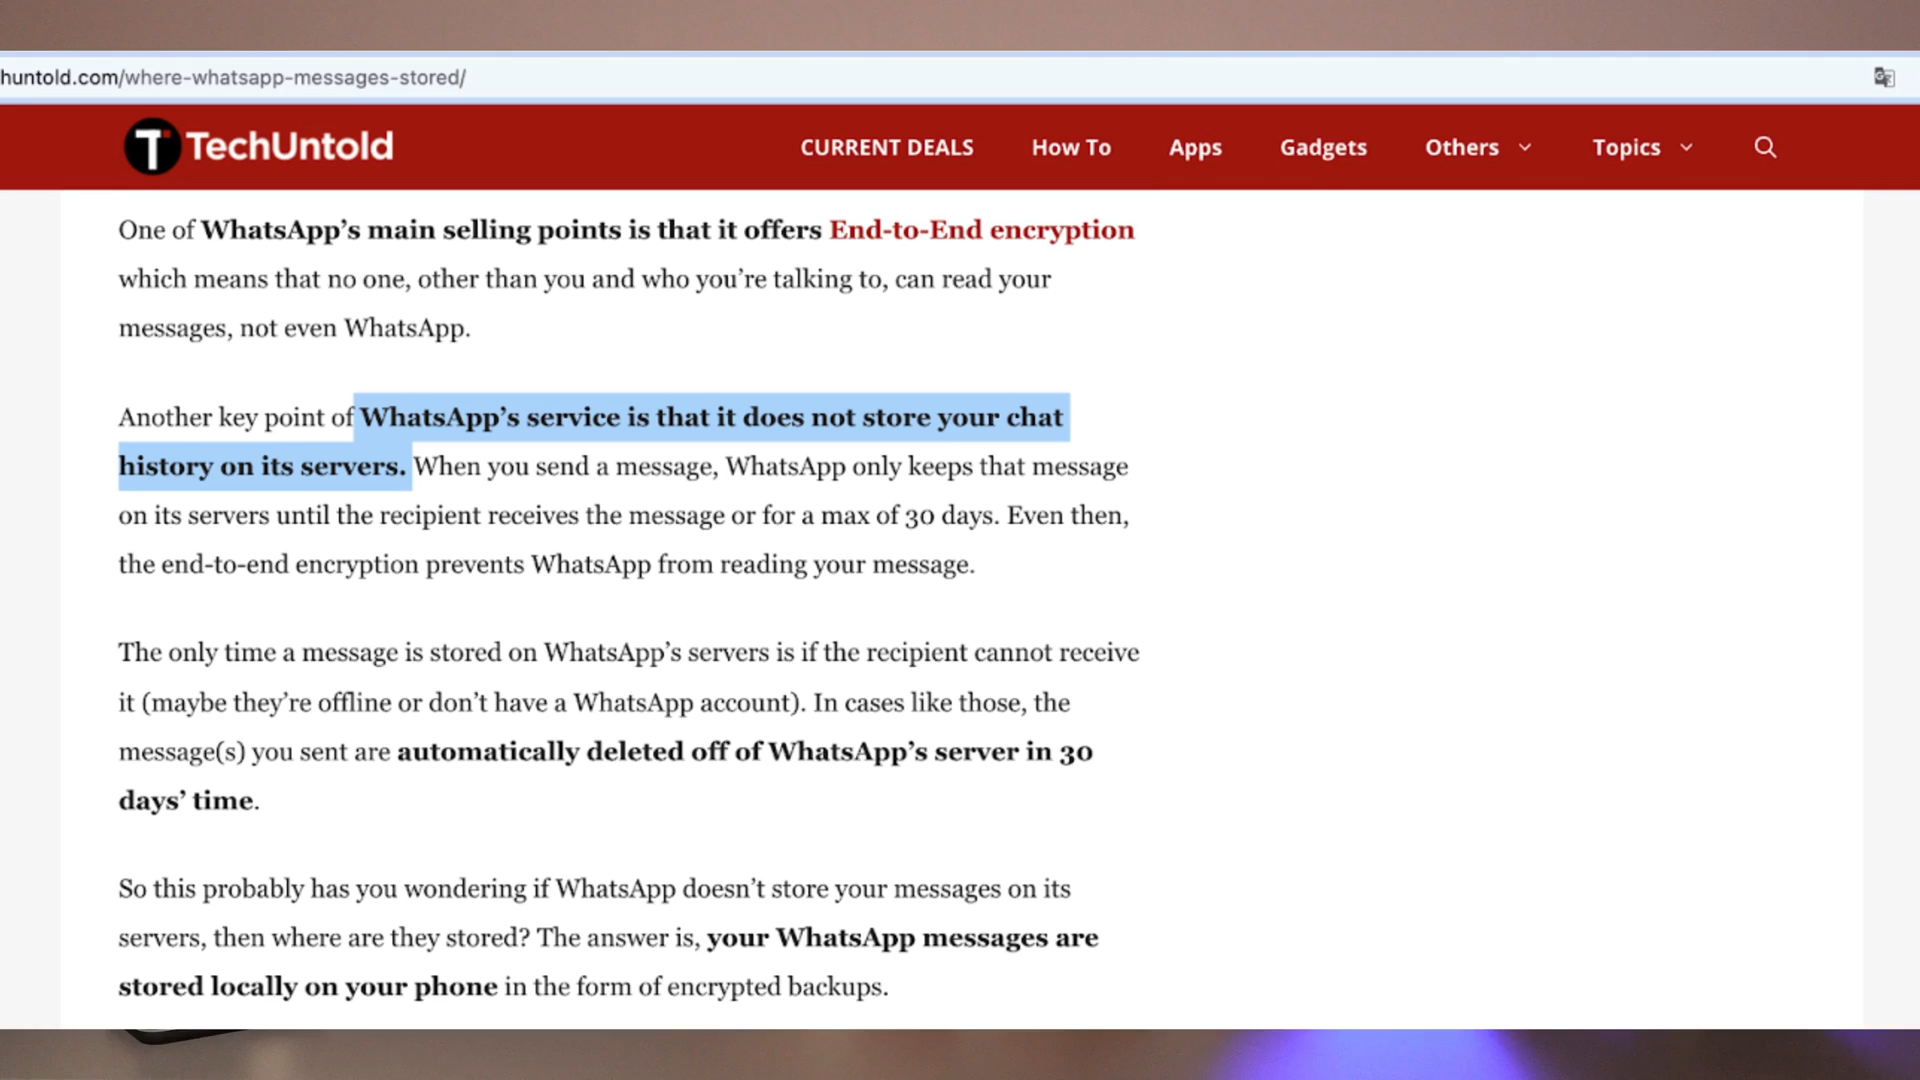 huntold.com/where-whatsapp-messages-stored/
TechUntold
CURRENT DEALS
How To
Apps
Gadgets
Others
Topics
One of WhatsApp’s main selling points is that it offers End-to-End encryption
which means that no one, other than you and who you’re talking to, can read your
messages, not even WhatsApp.
Another key point of WhatsApp’s service is that it does not store your chat
history on its servers. When you send a message, WhatsApp only keeps that message
on its servers until the recipient receives the message or for a max of 30 days. Even then,
the end-to-end encryption prevents WhatsApp from reading your message.
The only time a message is stored on WhatsApp’s servers is if the recipient cannot receive
it (maybe they’re offline or don’t have a WhatsApp account). In cases like those, the
message(s) you sent are automatically deleted off of WhatsApp’s server in 30
days’ time.
So this probably has you wondering if WhatsApp doesn’t store your messages on its
servers, then where are they stored? The answer is, your WhatsApp messages are
stored locally on your phone in the form of encrypted backups.